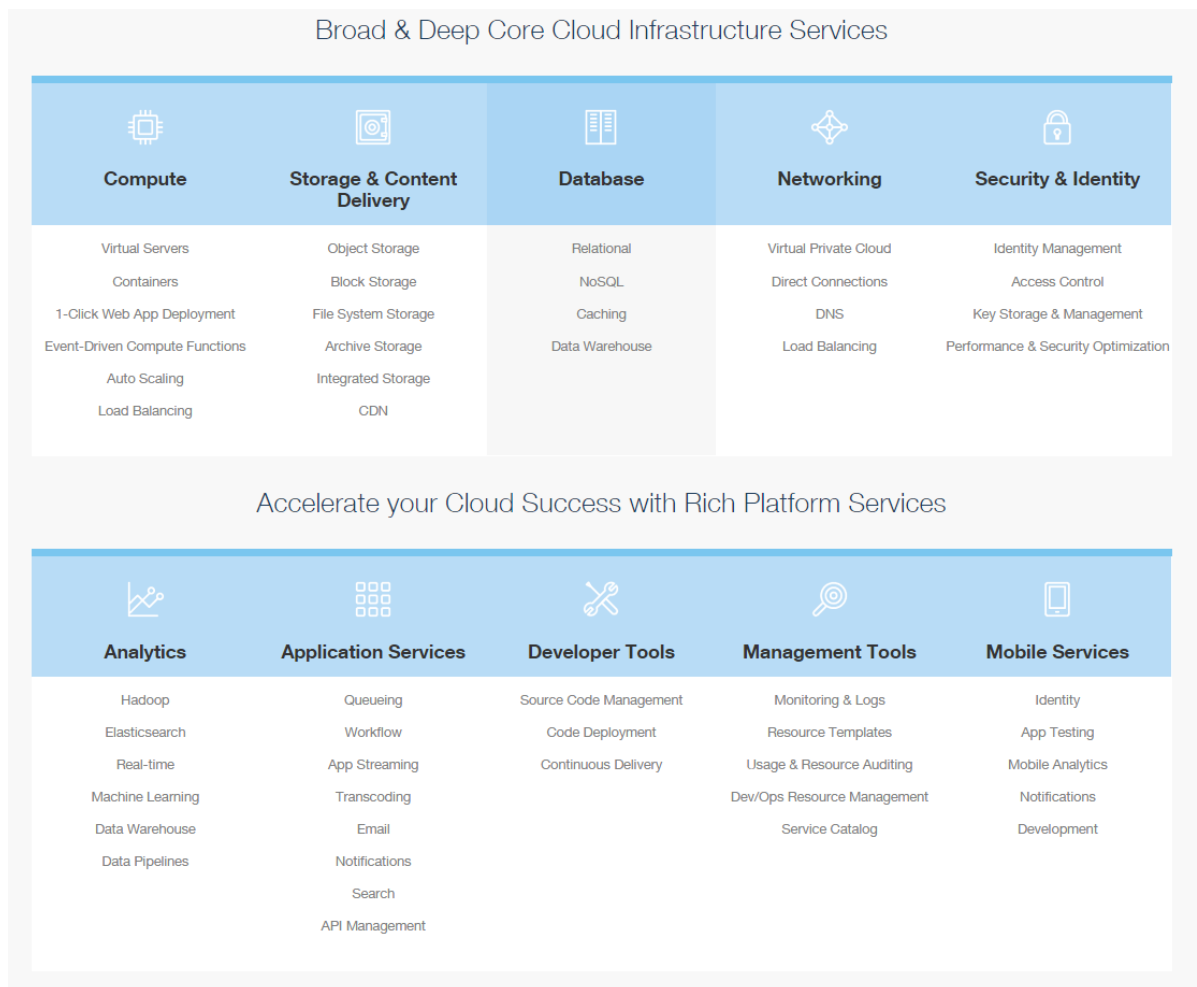 Broad & Deep Core Cloud Infrastructure Services
Compute
Virtual Servers
Containers
1-Click Web App Deployment
Event-Driven Compute Functions
Auto Scaling
Load Balancing
Storage & Content
Delivery
Object Storage
Block Storage
File System Storage
Archive Storage
Integrated Storage
CDN
Database
Relational
NoSQL
Caching
Data Warehouse
Networking
Virtual Private Cloud
Direct Connections
DNS
Load Balancing
Security & Identity
Identity Management
Access Control
Key Storage & Management
Performance & Security Optimization
Accelerate your Cloud Success with Rich Platform Services
Analytics
Hadoop
Elasticsearch
Real-time
Machine Learning
Data Warehouse
Data Pipelines
Application Services
Queueing
Workflow
App Streaming
Transcoding
Email
Notifications
Search
API Management
Developer Tools
Source Code Management
Code Deployment
Continuous Delivery
Management Tools
Monitoring & Logs
Resource Templates
Usage & Resource Auditing
Dev/Ops Resource Management
Service Catalog
Mobile Services
Identity
App Testing
Mobile Analytics
Notifications
Development